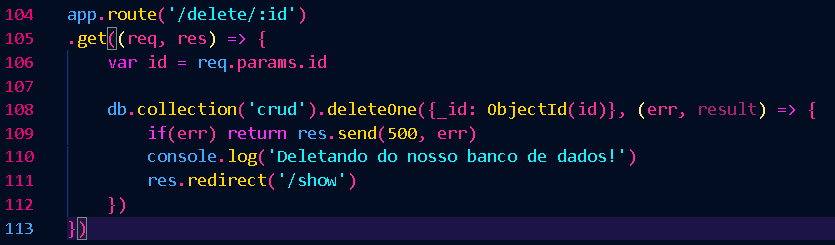 104 app.route('/delete/:id')
105 .get((req, res) => {
106 var id = req.params.id
107
108 db.collection('crud').deleteOne({_id: ObjectId(id)}, (err, result) => {
109 if(err) return res.send(500, err)
110 console.log('Deletando do nosso banco de dados!')
111 res.redirect('/show')
112 })
113 })